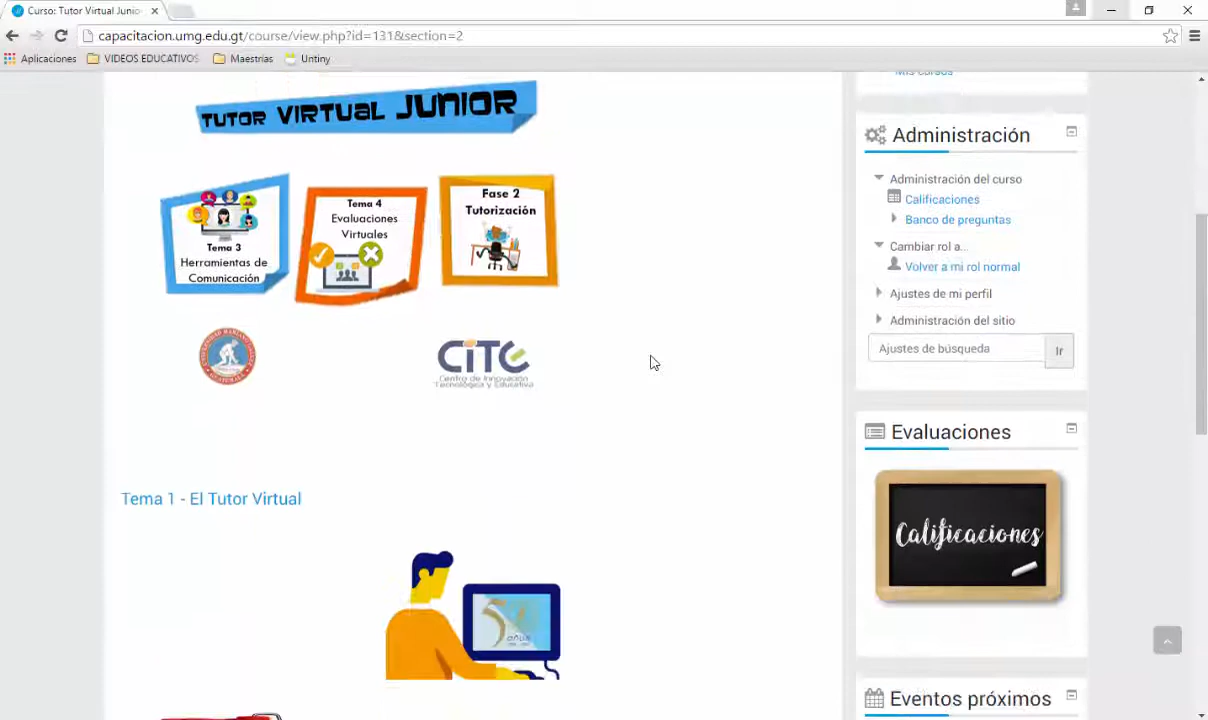 Curso: Tutor Virtual Junio
capacitacion.umg.edu.gt/course/view.php?id=131&section=2
Aplicaciones
VIDEOS EDUCATIVOS
Maestrías
Untiny
TUTOR VIRTUAL JUNIOR
Tema 3
Herramientas de
Comunicación
Tema 4
Evaluaciones
Virtuales
Fase 2
Tutorización
CITE
Centro de Innovación
Tecnológica y Educativa
Tema 1 - El Tutor Virtual
Mis cursos
Administración
Administración del curso
Calificaciones
Banco de preguntas
Cambiar rol a...
Volver a mi rol normal
Ajustes de mi perfil
Administración del sitio
Ajustes de búsqueda
Ir
Evaluaciones
Calificaciones
Eventos próximos